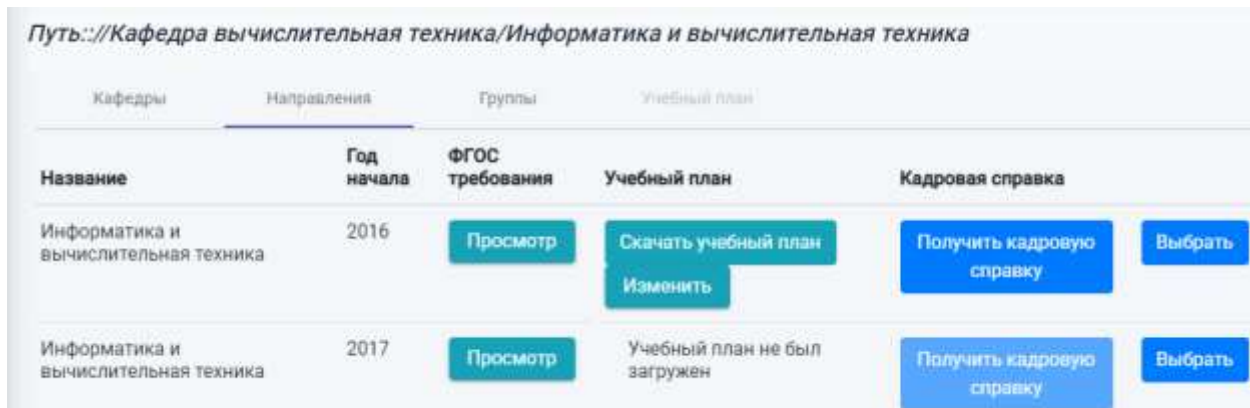 Путь:://Кафедра вычислительная техника/Информатика и вычислительная техника
Кафедры Направления Группы Учебный план
Название Год начала ФГОС требования Учебный план Кадровая справка
Информатика и вычислительная техника 2016 Просмотр Скачать учебный план Изменить Получить кадровую справку Выбрать
Информатика и вычислительная техника 2017 Просмотр Учебный план не был загружен Получить кадровую справку Выбрать